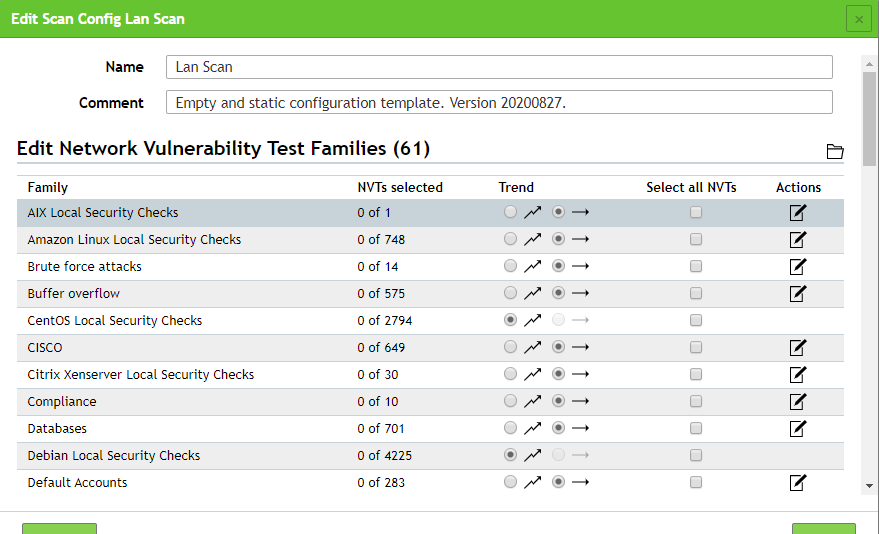 Edit Scan Config Lan Scan
Name Lan Scan
Comment Empty and static configuration template. Version 20200827.
Edit Network Vulnerability Test Families (61)
Family NVTs selected Trend Select all NVTs Actions
AIX Local Security Checks 0 of 1
Amazon Linux Local Security Checks 0 of 748
Brute force attacks 0 of 14
Buffer overflow 0 of 575
CentOS Local Security Checks 0 of 2794
CISCO 0 of 649
Citrix Xenserver Local Security Checks 0 of 30
Compliance 0 of 10
Databases 0 of 701
Debian Local Security Checks 0 of 4225
Default Accounts 0 of 283